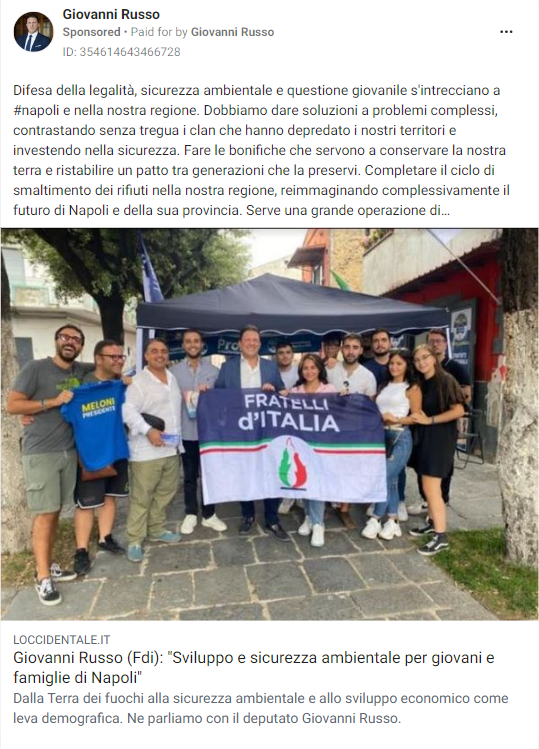 Giovanni Russo
Sponsored • Paid for by Giovanni Russo
ID: 354614643466728
Difesa della legalità, sicurezza ambientale e questione giovanile s'intrecciano a
#napoli e nella nostra regione. Dobbiamo dare soluzioni a problemi complessi,
contrastando senza tregua i clan che hanno depredato i nostri territori e
investendo nella sicurezza. Fare le bonifiche che servono a conservare la nostra
terra e ristabilire un patto tra generazioni che la preservi. Completare il ciclo di
smaltimento dei rifiuti nella nostra regione, reimmaginando complessivamente il
futuro di Napoli e della sua provincia. Serve una grande operazione di...
MELONI
PRESIDENTE
FRATELLI
d'ITALIA
LOCCIDENTALE.IT
Giovanni Russo (Fdi): "Sviluppo e sicurezza ambientale per giovani e
famiglie di Napoli"
Dalla Terra dei fuochi alla sicurezza ambientale e allo sviluppo economico come
leva demografica. Ne parliamo con il deputato Giovanni Russo.